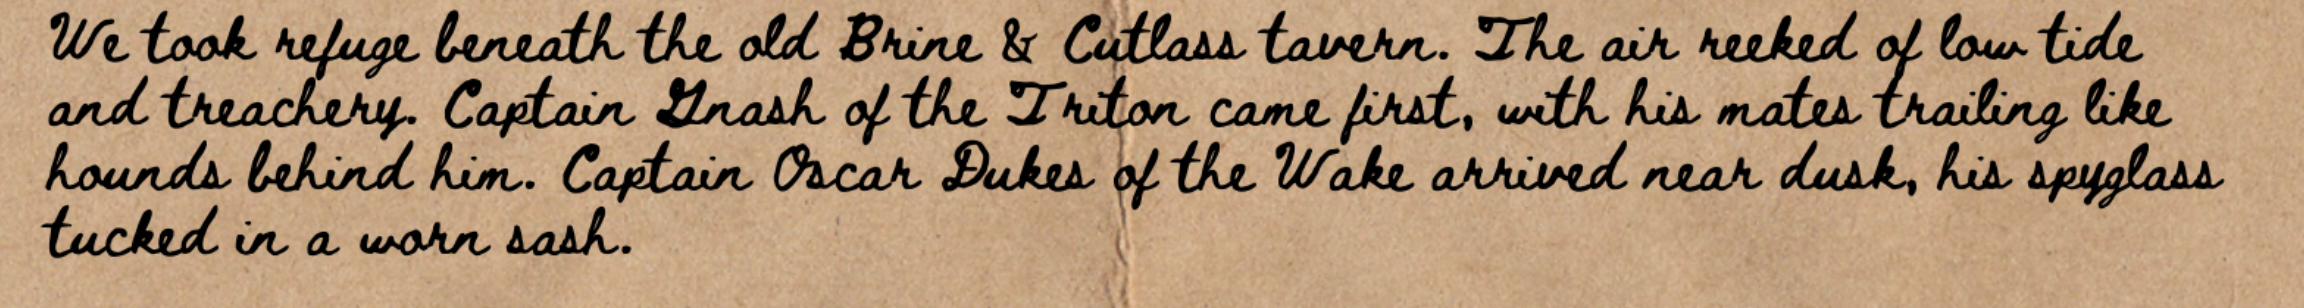 We took refuge beneath the old Brine & Cutlass tavern. The air reeked of low tide
and treachery. Captain Gnash of the Triton came first, with his mates trailing like
hounds behind him. Captain Oscar Dukes of the Wake arrived near dusk, his spyglass
tucked in a worn sash.